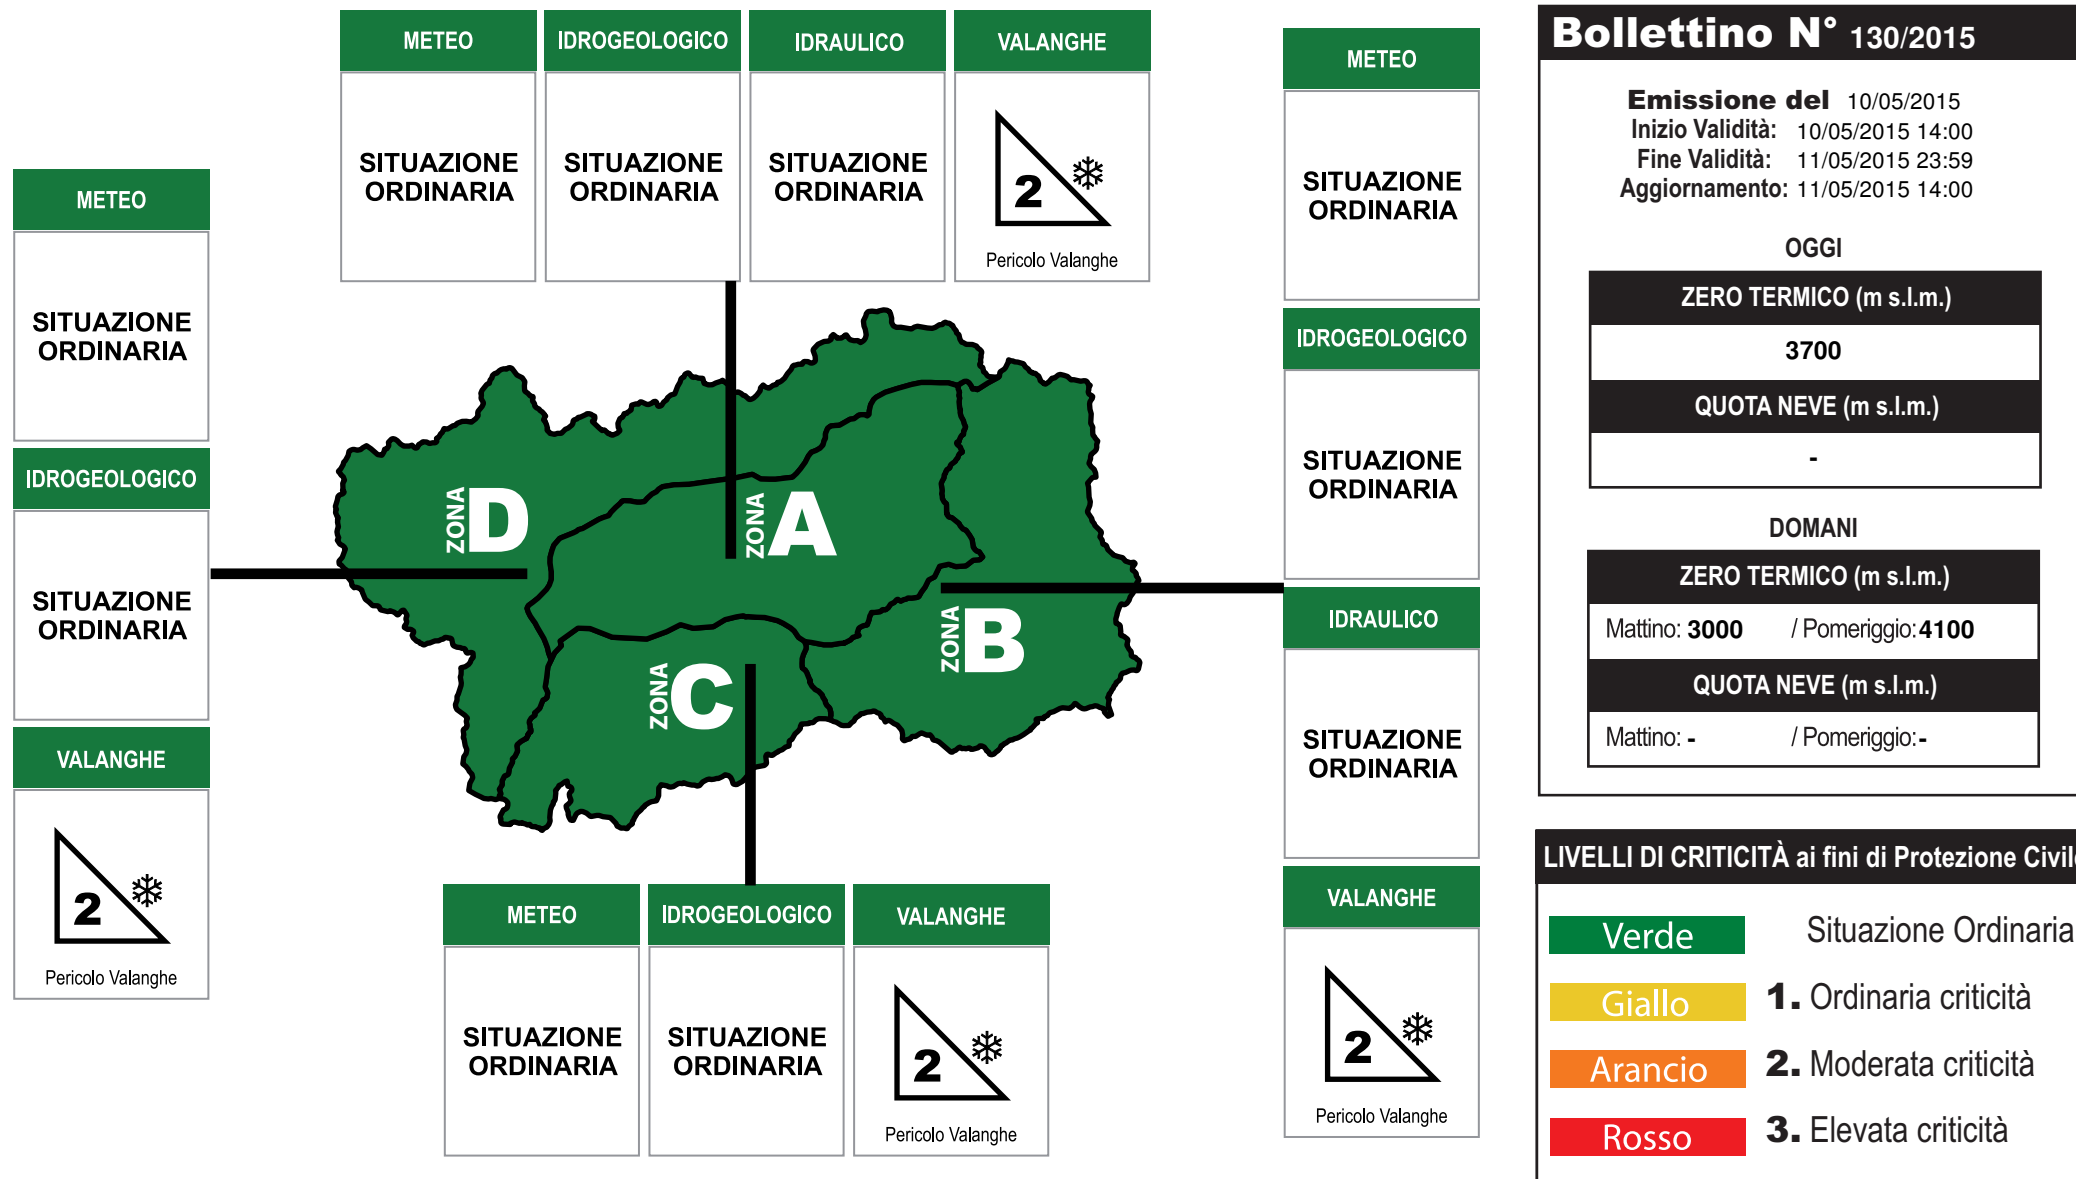 METEO
SITUAZIONE
ORDINARIA
IDROGEOLOGICO
SITUAZIONE
ORDINARIA
VALANGHE
2
Pericolo Valanghe
METEO
IDROGEOLOGICO
IDRAULICO
VALANGHE
SITUAZIONE
ORDINARIA
SITUAZIONE
ORDINARIA
SITUAZIONE
ORDINARIA
2
Pericolo Valanghe
ZONA D
ZONA A
ZONA B
ZONA C
METEO
IDROGEOLOGICO
VALANGHE
SITUAZIONE
ORDINARIA
SITUAZIONE
ORDINARIA
2
Pericolo Valanghe
METEO
SITUAZIONE
ORDINARIA
IDROGEOLOGICO
SITUAZIONE
ORDINARIA
IDRAULICO
SITUAZIONE
ORDINARIA
VALANGHE
2
Pericolo Valanghe
Bollettino N° 130/2015
Emissione del 10/05/2015
Inizio Validità: 10/05/2015 14:00
Fine Validità: 11/05/2015 23:59
Aggiornamento: 11/05/2015 14:00
OGGI
ZERO TERMICO (m s.l.m.)
3700
QUOTA NEVE (m s.l.m.)
-
DOMANI
ZERO TERMICO (m s.l.m.)
Mattino: 3000 / Pomeriggio: 4100
QUOTA NEVE (m s.l.m.)
Mattino: - / Pomeriggio: -
LIVELLI DI CRITICITÀ ai fini di Protezione Civile
Verde Situazione Ordinaria
Giallo 1. Ordinaria criticità
Arancio 2. Moderata criticità
Rosso 3. Elevata criticità